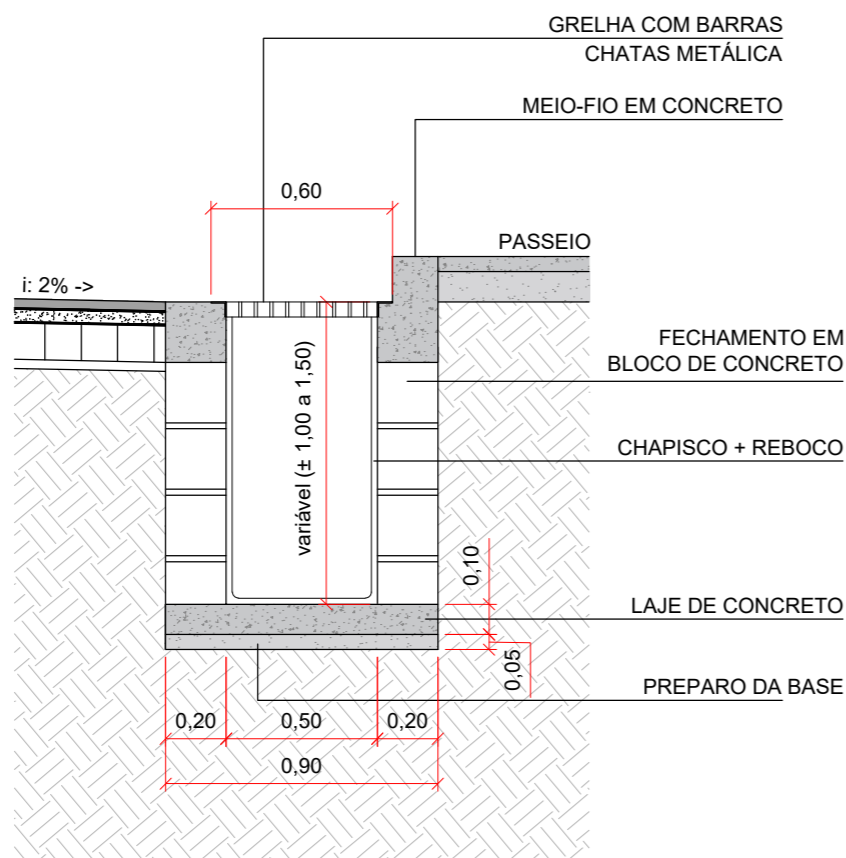 GRELHA COM BARRAS
CHATAS METÁLICA
MEIO-FIO EM CONCRETO
0,60
PASSEIO
i: 2% ->
FECHAMENTO EM
BLOCO DE CONCRETO
variável (± 1,00 a 1,50)
CHAPISCO + REBOCO
0,10
LAJE DE CONCRETO
0,05
PREPARO DA BASE
0,20
0,50
0,20
0,90